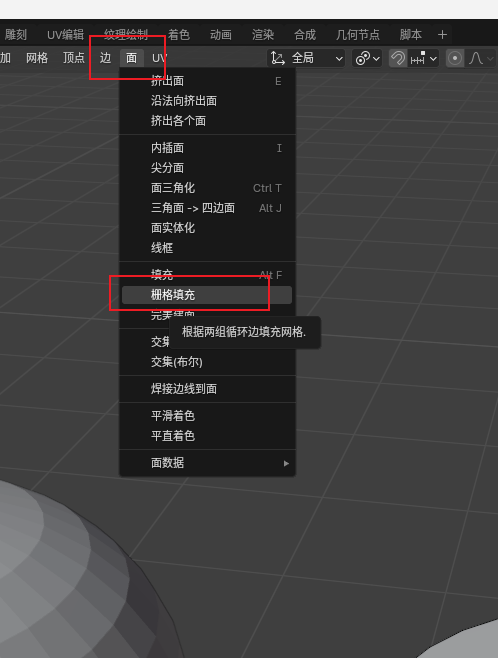 雕刻 UV编辑 纹理绘制 着色 动画 渲染 合成 几何节点 脚本 +
加 网格 顶点 边 面 UV 全局
挤出面 E
沿法向挤出面
挤出各个面
内插面 I
尖分面
面三角化 Ctrl T
三角面 -> 四边面 Alt J
面实体化
线框
填充 Alt F
栅格填充
完美建面
根据两组循环边填充网格.
交集
交集(布尔)
焊接边线到面
平滑着色
平直着色
面数据